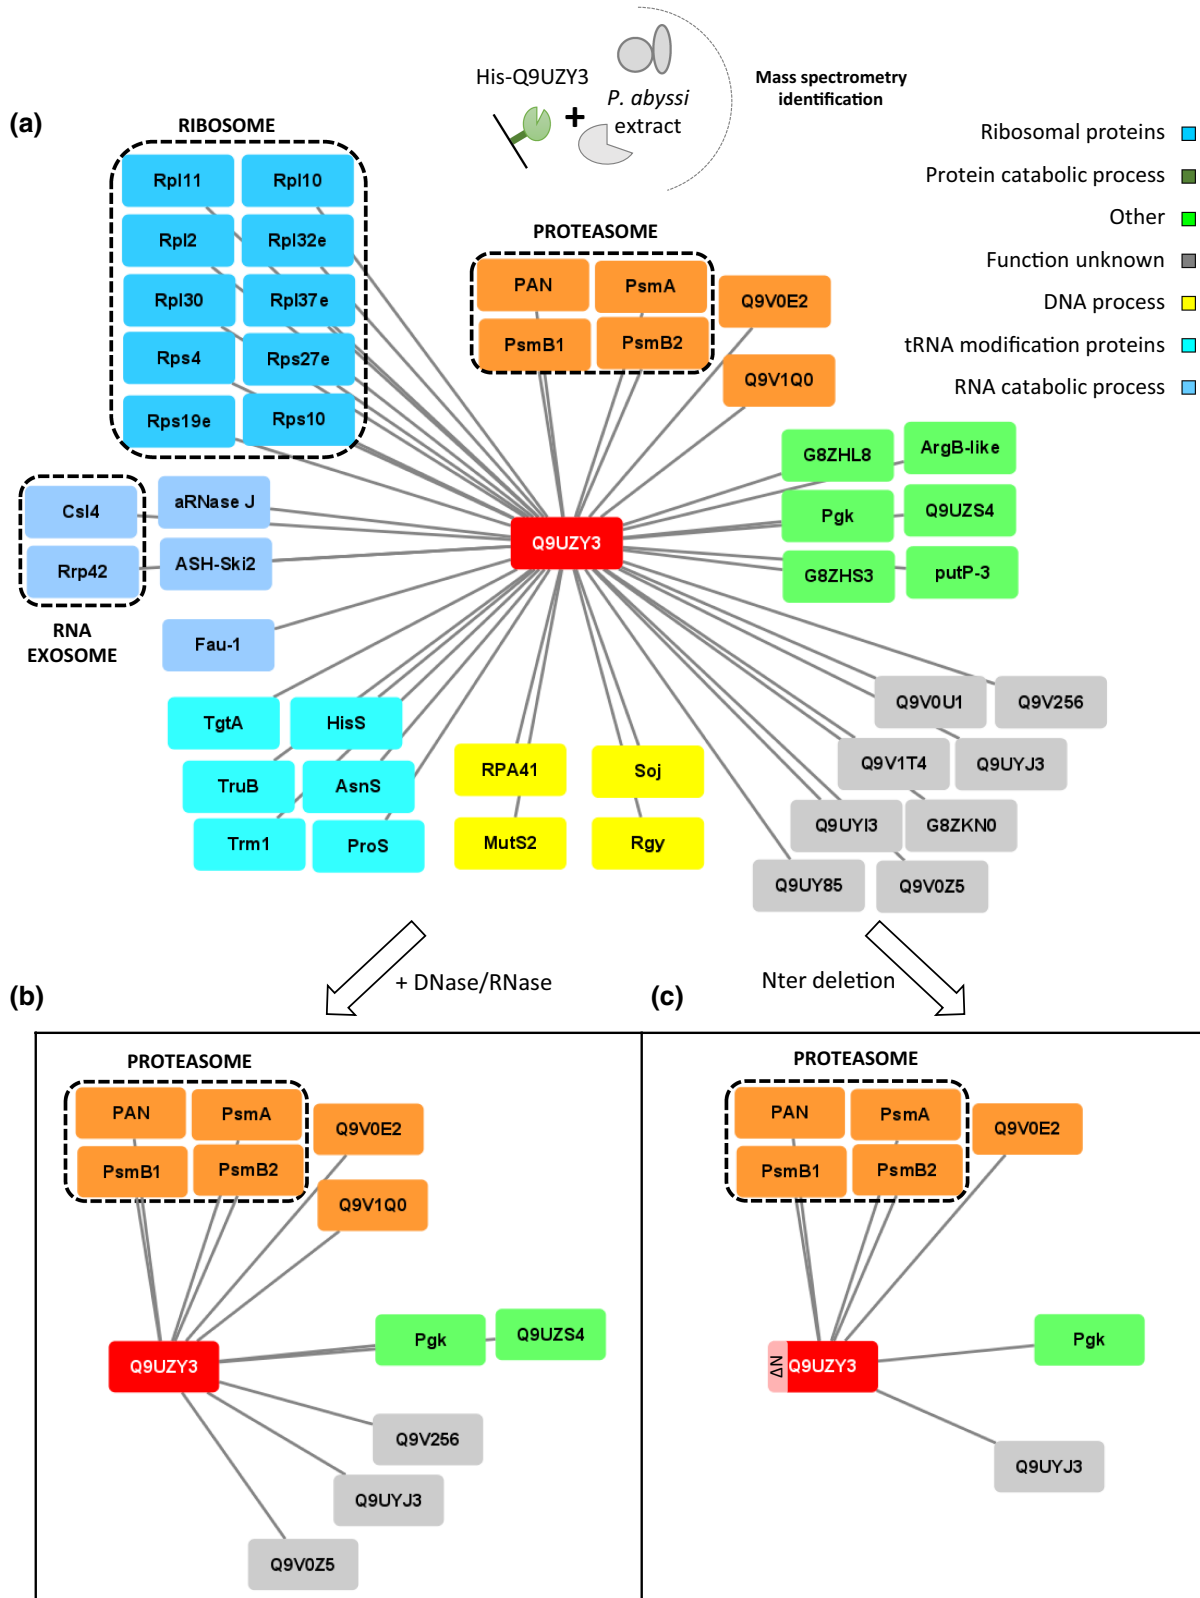 His-Q9UZY3
+
P. abyssi
extract
Mass spectrometry
identification
(a)
RIBOSOME
Rpl11
Rpl10
Rpl2
Rpl32e
Rpl30
Rpl37e
Rps4
Rps27e
Rps19e
Rps10
PROTEASOME
PAN
PsmA
PsmB1
PsmB2
Q9V0E2
Q9V1Q0
Ribosomal proteins
Protein catabolic process
Other
Function unknown
DNA process
tRNA modification proteins
RNA catabolic process
G8ZHL8
ArgB-like
Pgk
Q9UZS4
G8ZHS3
putP-3
Csl4
Rrp42
RNA
EXOSOME
aRNase J
ASH-Ski2
Fau-1
Q9UZY3
TgtA
HisS
TruB
AsnS
Trm1
ProS
RPA41
Soj
MutS2
Rgy
Q9V0U1
Q9V256
Q9V1T4
Q9UYJ3
Q9UYI3
G8ZKN0
Q9UY85
Q9V0Z5
+ DNase/RNase
Nter deletion
(b)
PROTEASOME
PAN
PsmA
PsmB1
PsmB2
Q9V0E2
Q9V1Q0
Q9UZY3
Pgk
Q9UZS4
Q9V256
Q9UYJ3
Q9V0Z5
(c)
PROTEASOME
PAN
PsmA
PsmB1
PsmB2
Q9V0E2
ΔN
Q9UZY3
Pgk
Q9UYJ3